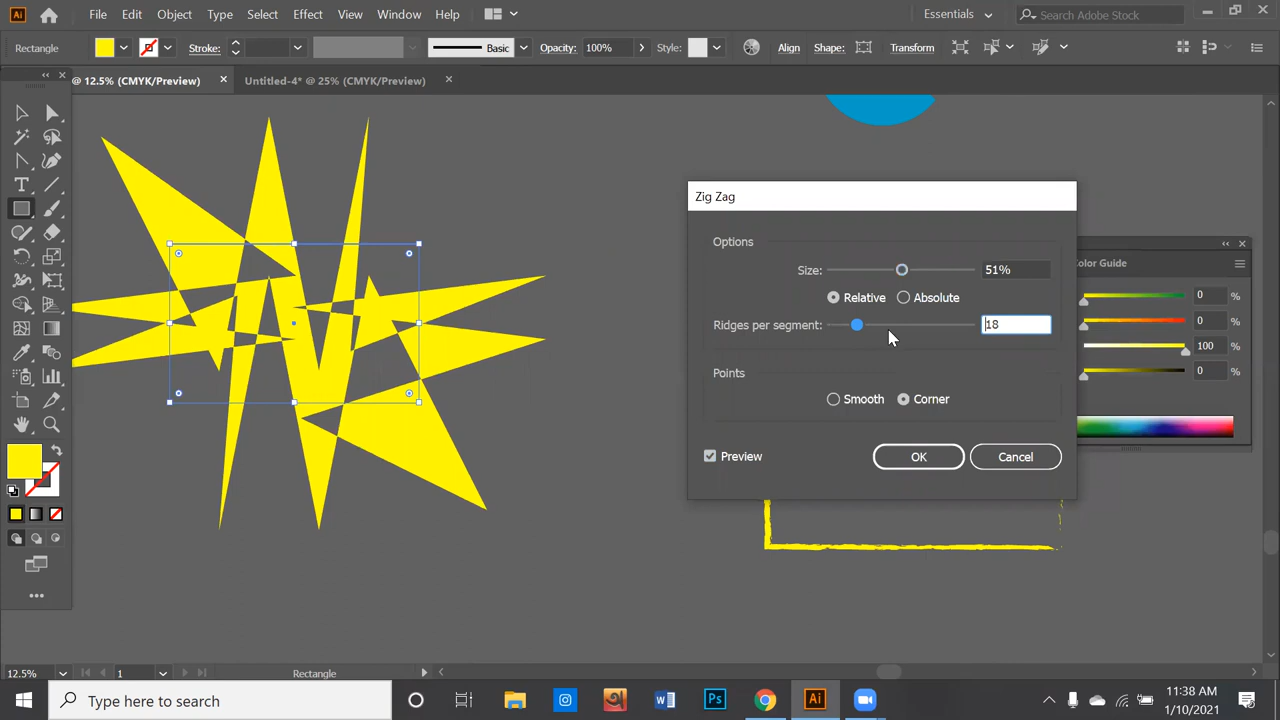 Ai File Edit Object Type Select Effect View Window Help Essentials Search Adobe Stock
Rectangle Stroke: Basic Opacity: 100% Style: Align Shape: Transform
@ 12.5% (CMYK/Preview) Untitled-4* @ 25% (CMYK/Preview)
Zig Zag
Options
Size: 51%
Relative Absolute
Ridges per segment: 18
Points
Smooth Corner
Preview OK Cancel
Color Guide
0 %
0 %
100 %
0 %
12.5% 1 Rectangle
Type here to search Ps Ai 11:38 AM
1/10/2021